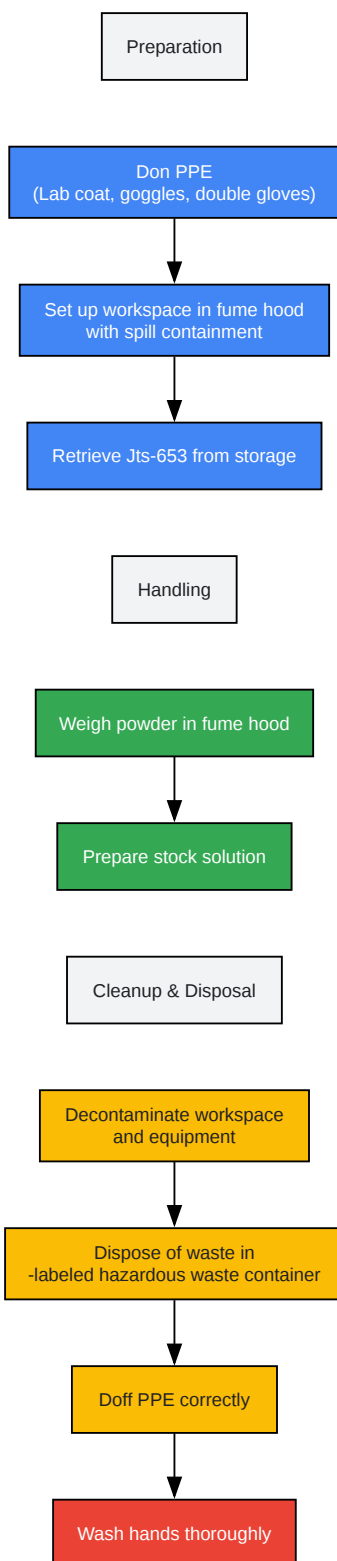 Preparation
Don PPE
(Lab coat, goggles, double gloves)
Set up workspace in fume hood
with spill containment
Retrieve Jts-653 from storage
Handling
Weigh powder in fume hood
Prepare stock solution
Cleanup & Disposal
Decontaminate workspace
and equipment
Dispose of waste in
-labeled hazardous waste container
Doff PPE correctly
Wash hands thoroughly